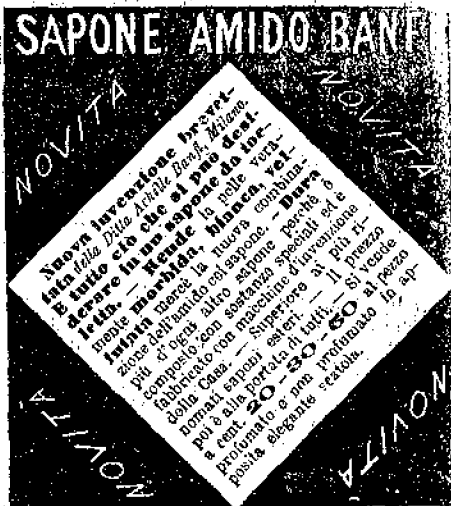 SAPONE AMIDO BANFI
NOVITÀ
NOVITÀ
Nuova invenzione brevet-
tata dalla Ditta Achille Banfi, Milano.
È tutto ciò che si può desi-
derare in un sapone da toe-
letta. — Rende la pelle vera-
mente morbida, bianca, vel-
lutata mercè la nuova combina-
zione dell'amido col sapone. — Dura
più d'ogni altro sapone perchè è
composto con sostanze speciali ed è
fabbricato con macchine d'invenzione
della Casa. — Superiore ai più ri-
nomati saponi esteri. — Il prezzo
poi è alla portata di tutti. — Si vende
a cent. 20-30-50 al pezzo
profumato e non profumato in ap-
posita elegante scatola.
NOVITÀ
NOVITÀ